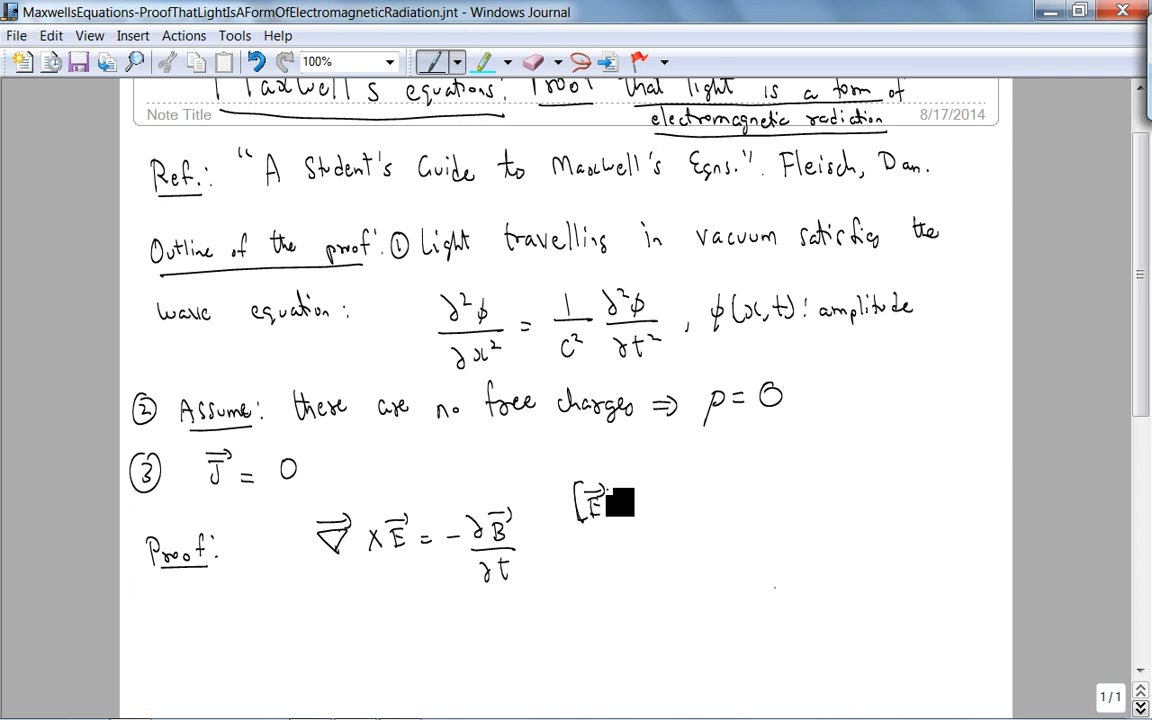 MaxwellsEquations-ProofThatLightIsAFormOfElectromagneticRadiation.jnt - Windows Journal
File Edit View Insert Actions Tools Help
100%
Maxwell's equations: Proof that light is a form of
electromagnetic radiation
Note Title 8/17/2014
Ref.: "A Student's Guide to Maxwell's Eqns.". Fleisch, Dan.
Outline of the proof: ① Light travelling in vacuum satisfies the
wave equation: ∂²φ/∂x² = 1/c² ∂²φ/∂t², φ(x,t): amplitude
② Assume: there are no free charges ⇒ ρ = 0
③ J⃗ = 0
Proof: ∇⃗ × E⃗ = - ∂B⃗/∂t [E⃗
1 / 1